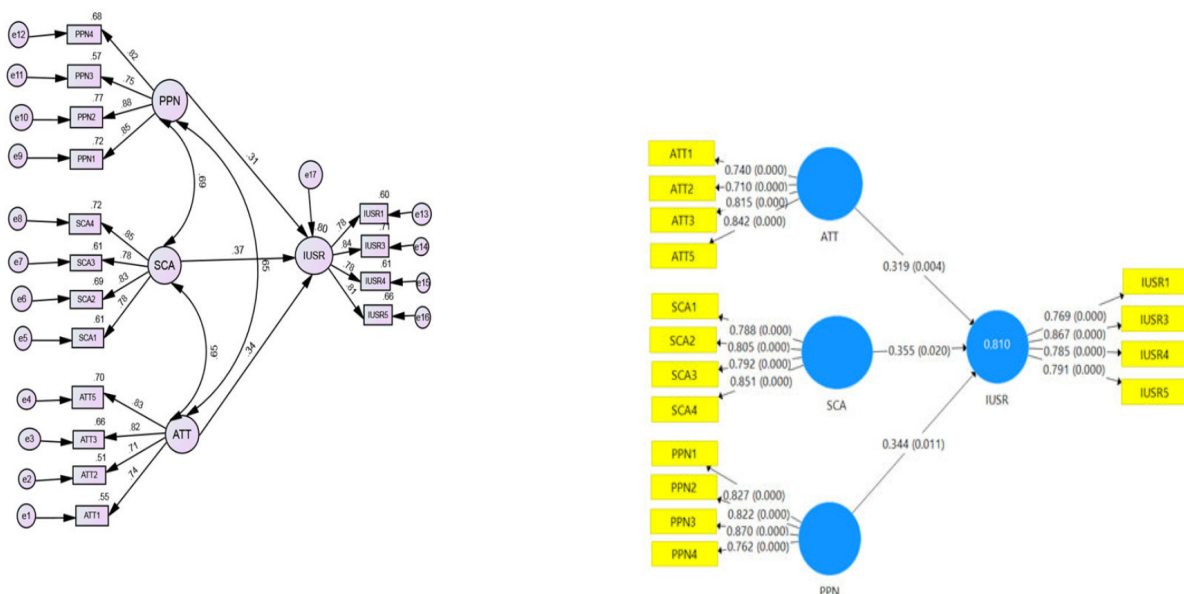 .68
e12 PPN4
.82
.57
e11 PPN3
.75
.77
e10 PPN2
.88
.72
e9 PPN1
.85
PPN
.31
.69
.72
e8 SCA4
.85
.61
e7 SCA3
.78
.69
e6 SCA2
.83
.61
e5 SCA1
.78
SCA
.37
.65
.70
e4 ATT5
.83
.66
e3 ATT3
.82
.51
e2 ATT2
.71
.55
e1 ATT1
.74
ATT
.34
e17
.80
IUSR
.60
.78 IUSR1 e13
.71
.84 IUSR3 e14
.61
.78 IUSR4 e15
.66
.81 IUSR5 e16
ATT1
0.740 (0.000)
ATT2
0.710 (0.000)
ATT3
0.815 (0.000)
ATT5
0.842 (0.000)
ATT
0.319 (0.004)
SCA1
0.788 (0.000)
SCA2
0.805 (0.000)
SCA3
0.792 (0.000)
SCA4
0.851 (0.000)
SCA
0.355 (0.020)
PPN1
0.827 (0.000)
PPN2
0.822 (0.000)
PPN3
0.870 (0.000)
PPN4
0.762 (0.000)
PPN
0.344 (0.011)
0.810
IUSR
0.769 (0.000)
IUSR1
0.867 (0.000)
IUSR3
0.785 (0.000)
IUSR4
0.791 (0.000)
IUSR5